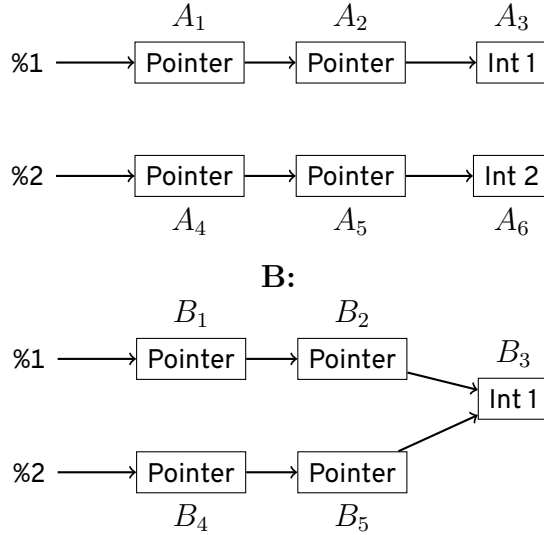 A₁ A₂ A₃
%1 Pointer Pointer Int 1
%2 Pointer Pointer Int 2
A₄ A₅ A₆
B:
B₁ B₂
%1 Pointer Pointer
B₃
Int 1
%2 Pointer Pointer
B₄ B₅